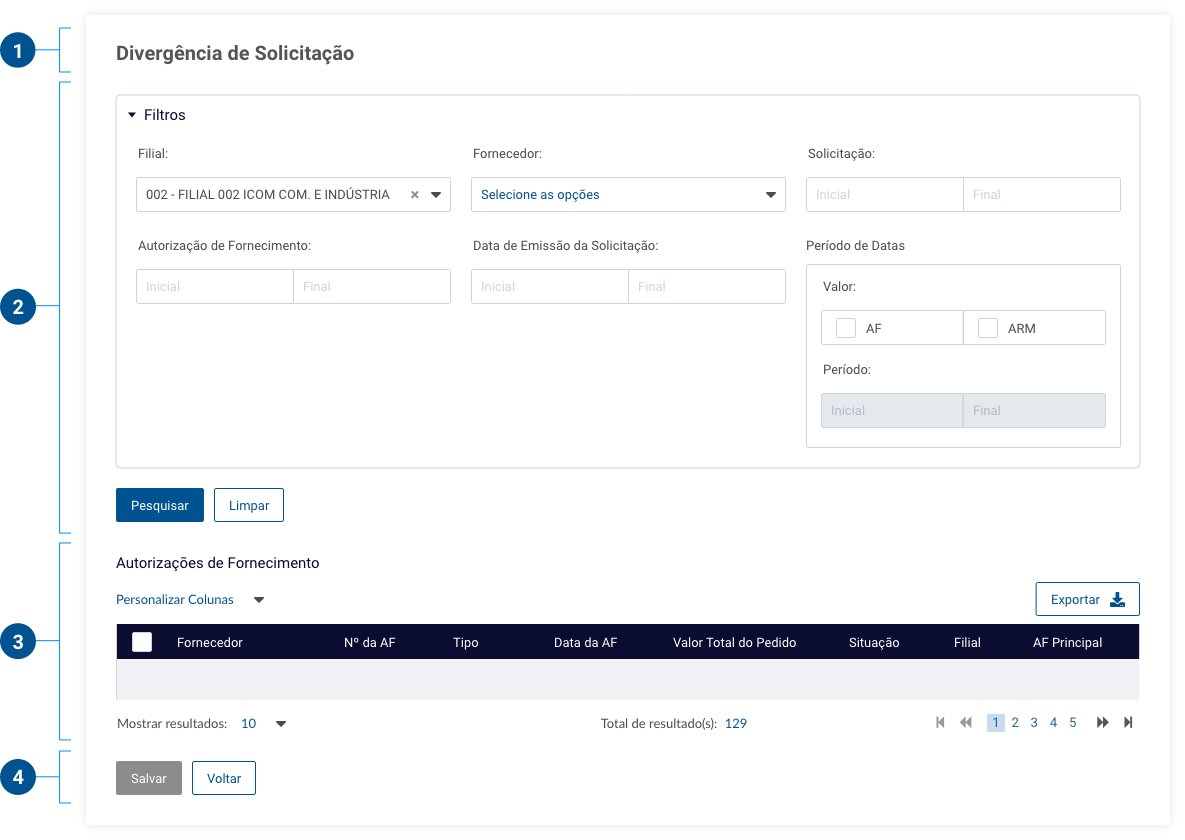 1
Divergência de Solicitação
2
Filtros
Filial: Fornecedor: Solicitação:
002 - FILIAL 002 ICOM COM. E INDÚSTRIA × Selecione as opções Inicial Final
Autorização de Fornecimento: Data de Emissão da Solicitação: Período de Datas
Inicial Final Inicial Final
Valor:
AF ARM
Período:
Inicial Final
Pesquisar Limpar
3
Autorizações de Fornecimento
Personalizar Colunas Exportar
Fornecedor Nº da AF Tipo Data da AF Valor Total do Pedido Situação Filial AF Principal
Mostrar resultados: 10 Total de resultado(s): 129 1 2 3 4 5
4
Salvar Voltar